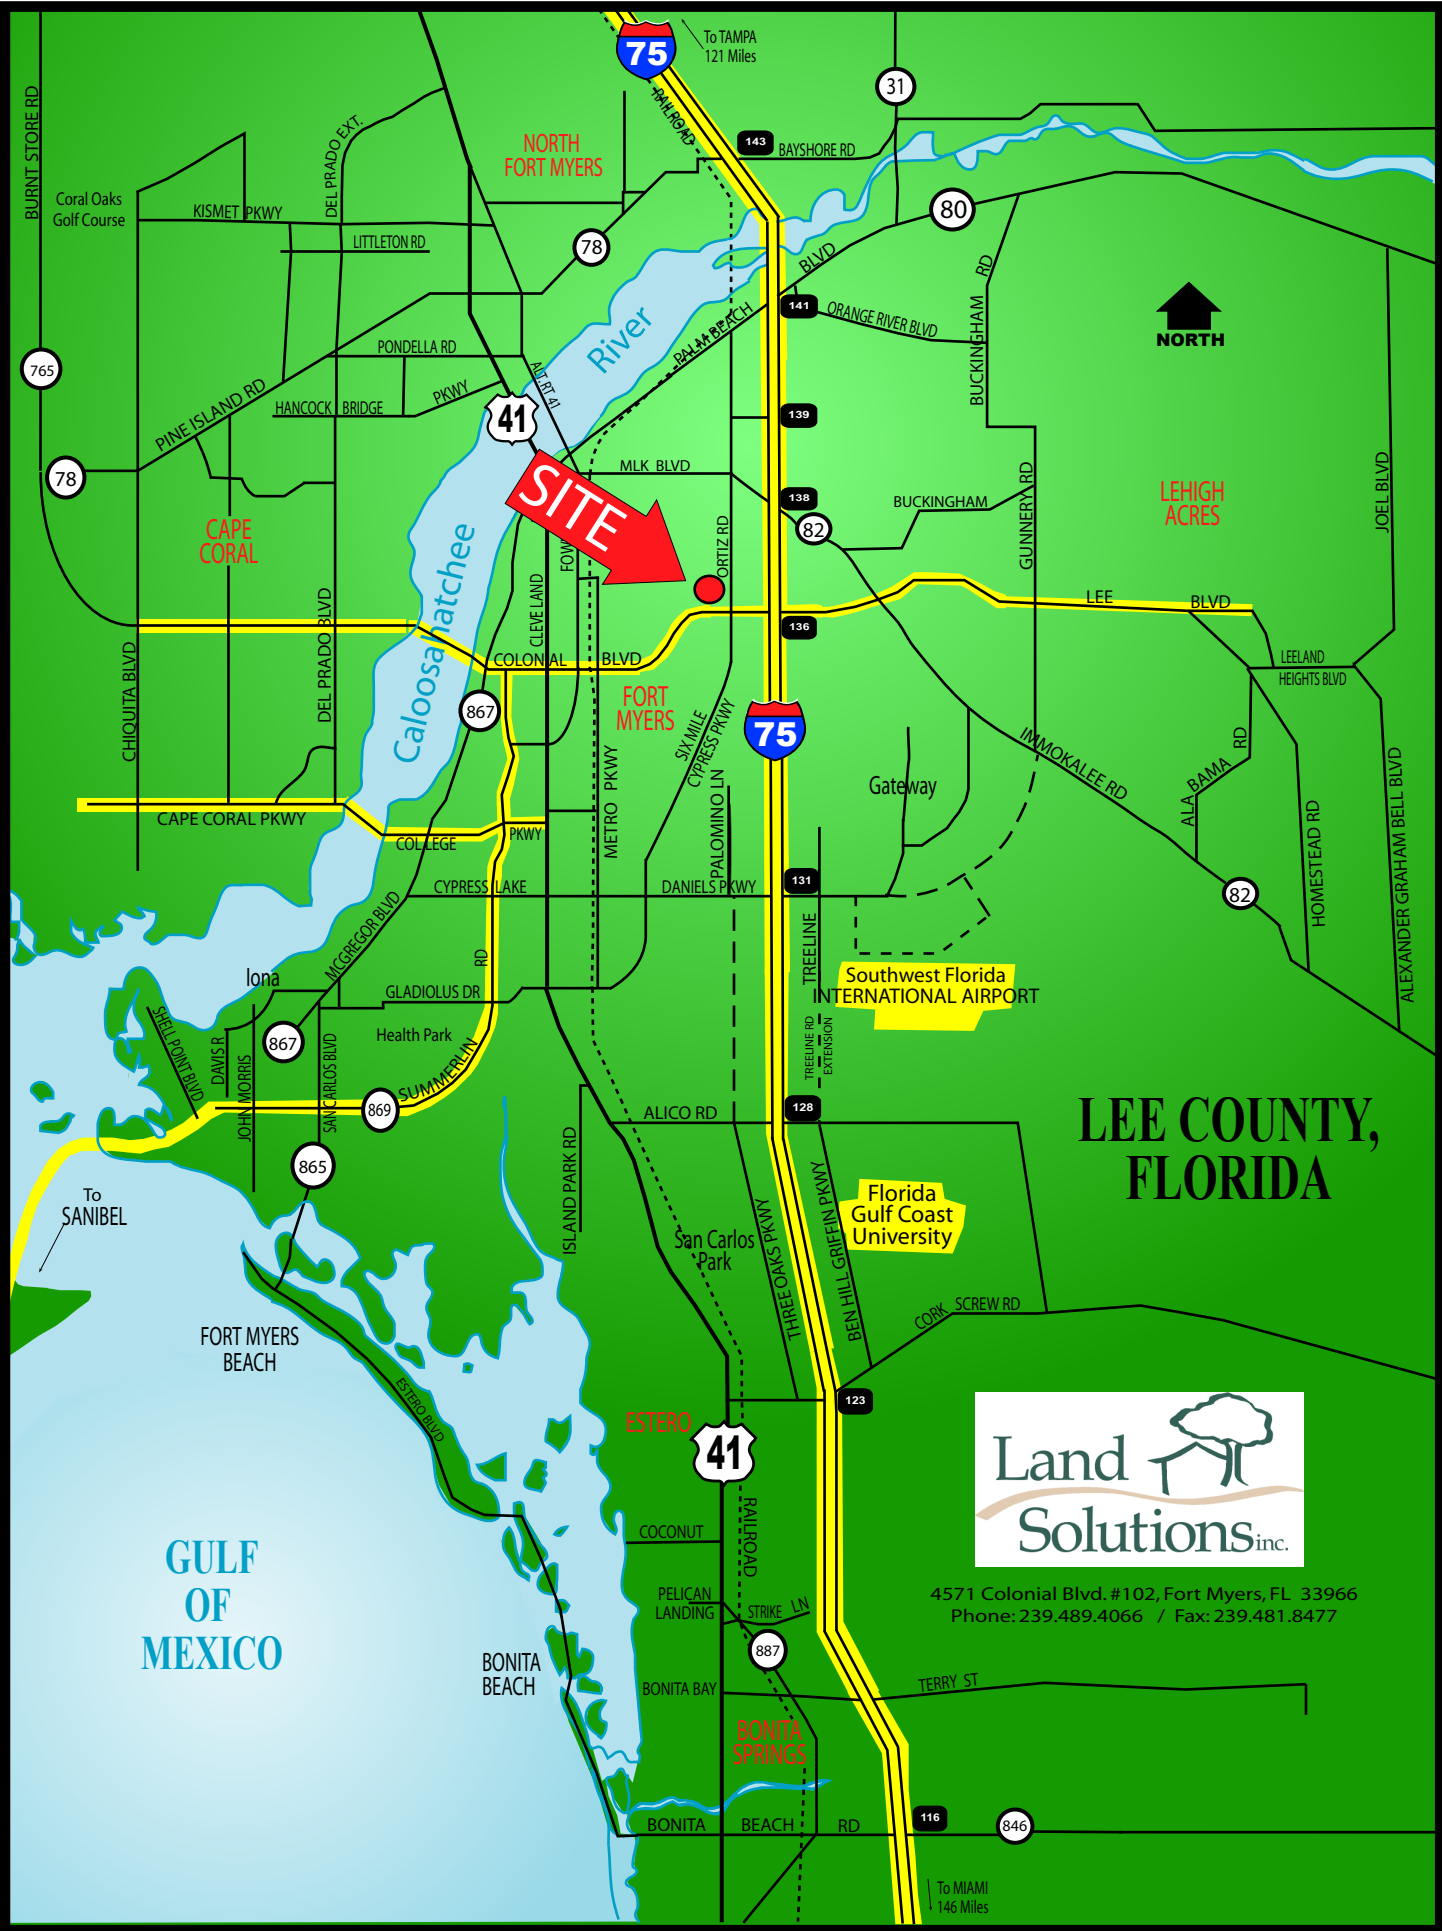 To TAMPA
121 Miles
75
31
RAILROAD
143
BAYSHORE RD
BURNT STORE RD
DEL PRADO EXT.
NORTH
FORT MYERS
Coral Oaks
Golf Course
KISMET PKWY
LITTLETON RD
78
80
BLVD
BUCKINGHAM RD
141
ORANGE RIVER BLVD
NORTH
River
PALM BEACH
PONDELLA RD
ALT. RT 41
765
PINE ISLAND RD
HANCOCK BRIDGE
PKWY
41
139
78
MLK BLVD
138
82
BUCKINGHAM
GUNNERY RD
LEHIGH
ACRES
JOEL BLVD
SITE
CAPE
CORAL
FOW
ORTIZ RD
CLEVE LAND
LEE
BLVD
136
Caloosahatchee
CHIQUITA BLVD
DEL PRADO BLVD
COLONIAL
BLVD
LEELAND
HEIGHTS BLVD
FORT
MYERS
867
SIX MILE
CYPRESS PKWY
75
IMMOKALEE RD
ALA BAMA RD
METRO PKWY
PALOMINO LN
Gateway
HOMESTEAD RD
ALEXANDER GRAHAM BELL BLVD
CAPE CORAL PKWY
COLLEGE
PKWY
CYPRESS LAKE
DANIELS PKWY
131
82
MCGREGOR BLVD
RD
TREELINE
Iona
GLADIOLUS DR
Southwest Florida
INTERNATIONAL AIRPORT
SHELL POINT BLVD
DAVIS R
867
JOHN MORRIS
SAN CARLOS BLVD
Health Park
SUMMERLIN
869
TREELINE RD
EXTENSION
ALICO RD
128
LEE COUNTY,
FLORIDA
865
ISLAND PARK RD
To
SANIBEL
San Carlos
Park
THREE OAKS PKWY
BEN HILL GRIFFIN PKWY
Florida
Gulf Coast
University
CORK
SCREW RD
FORT MYERS
BEACH
ESTERO BLVD
123
ESTERO
41
Land
Solutions inc.
RAILROAD
COCONUT
GULF
OF
MEXICO
PELICAN
LANDING
STRIKE LN
4571 Colonial Blvd. #102, Fort Myers, FL 33966
Phone: 239.489.4066 / Fax: 239.481.8477
887
BONITA
BEACH
BONITA BAY
TERRY ST
BONITA
SPRINGS
116
846
BONITA
BEACH
RD
To MIAMI
146 Miles